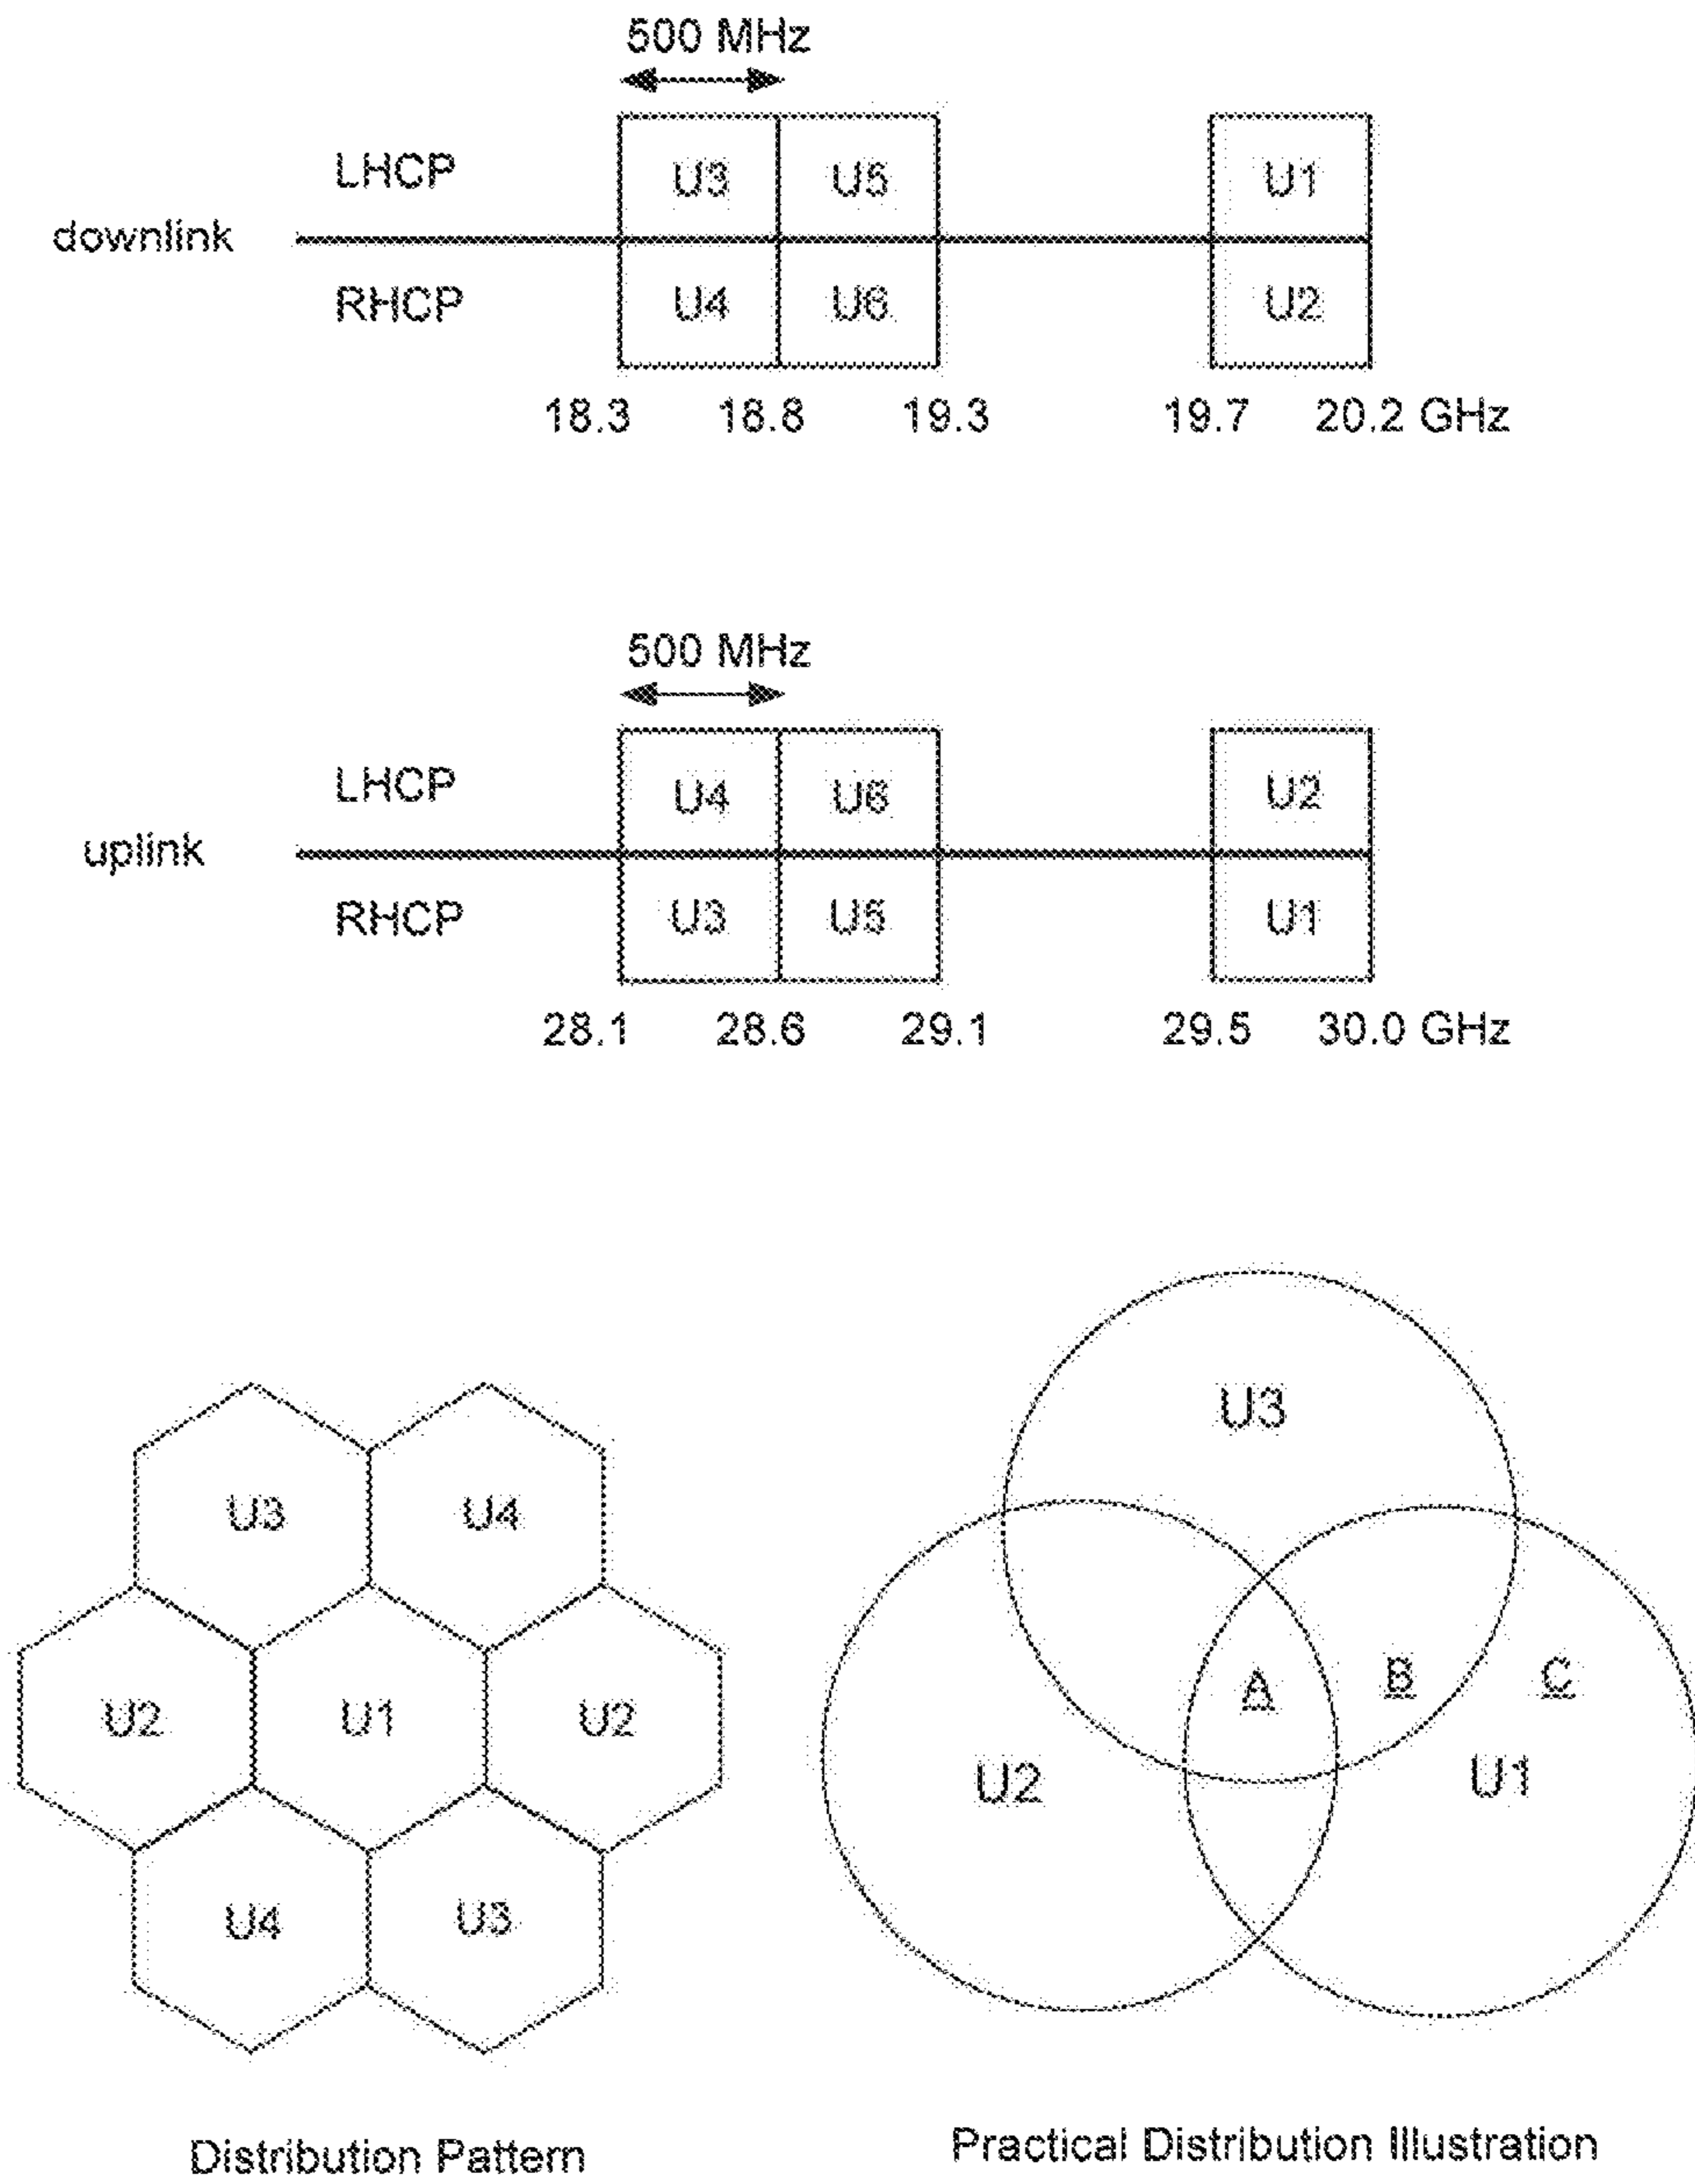 500 MHz
LHCP U3 U5 U1
downlink
RHCP U4 U6 U2
18.3 18.8 19.3 19.7 20.2 GHz
500 MHz
LHCP U4 U6 U2
uplink
RHCP U3 U5 U1
28.1 28.6 29.1 29.5 30.0 GHz
U3 U4
U2 U1 U2
U4 U3
Distribution Pattern
U3
A B C
U2 U1
Practical Distribution Illustration